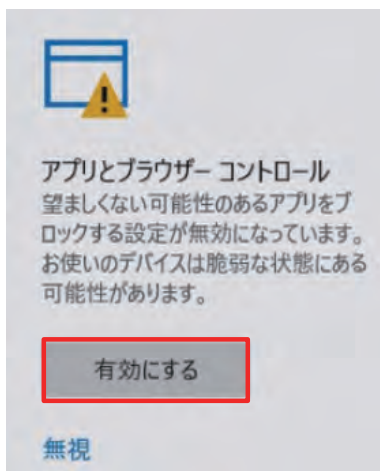 アプリとブラウザー コントロール
望ましくない可能性のあるアプリをブ
ロックする設定が無効になっています。
お使いのデバイスは脆弱な状態にある
可能性があります。
有効にする
無視